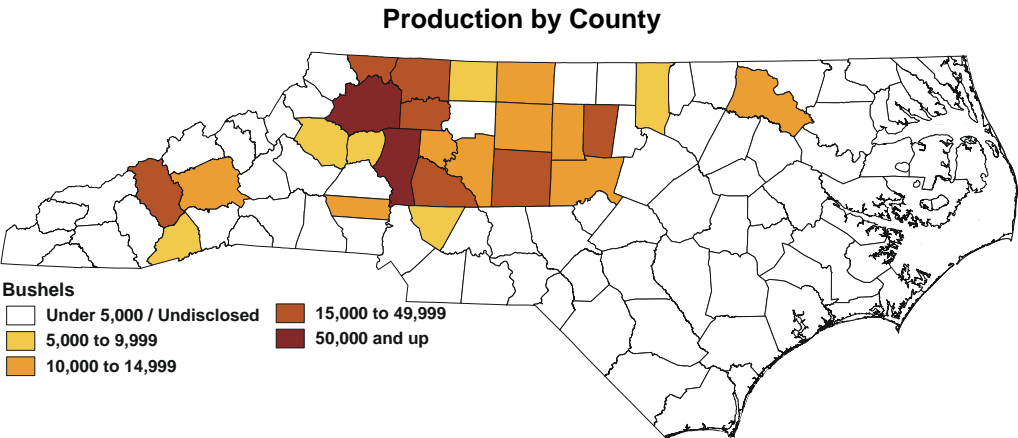 Production by County
Bushels
Under 5,000 / Undisclosed
5,000 to 9,999
10,000 to 14,999
15,000 to 49,999
50,000 and up